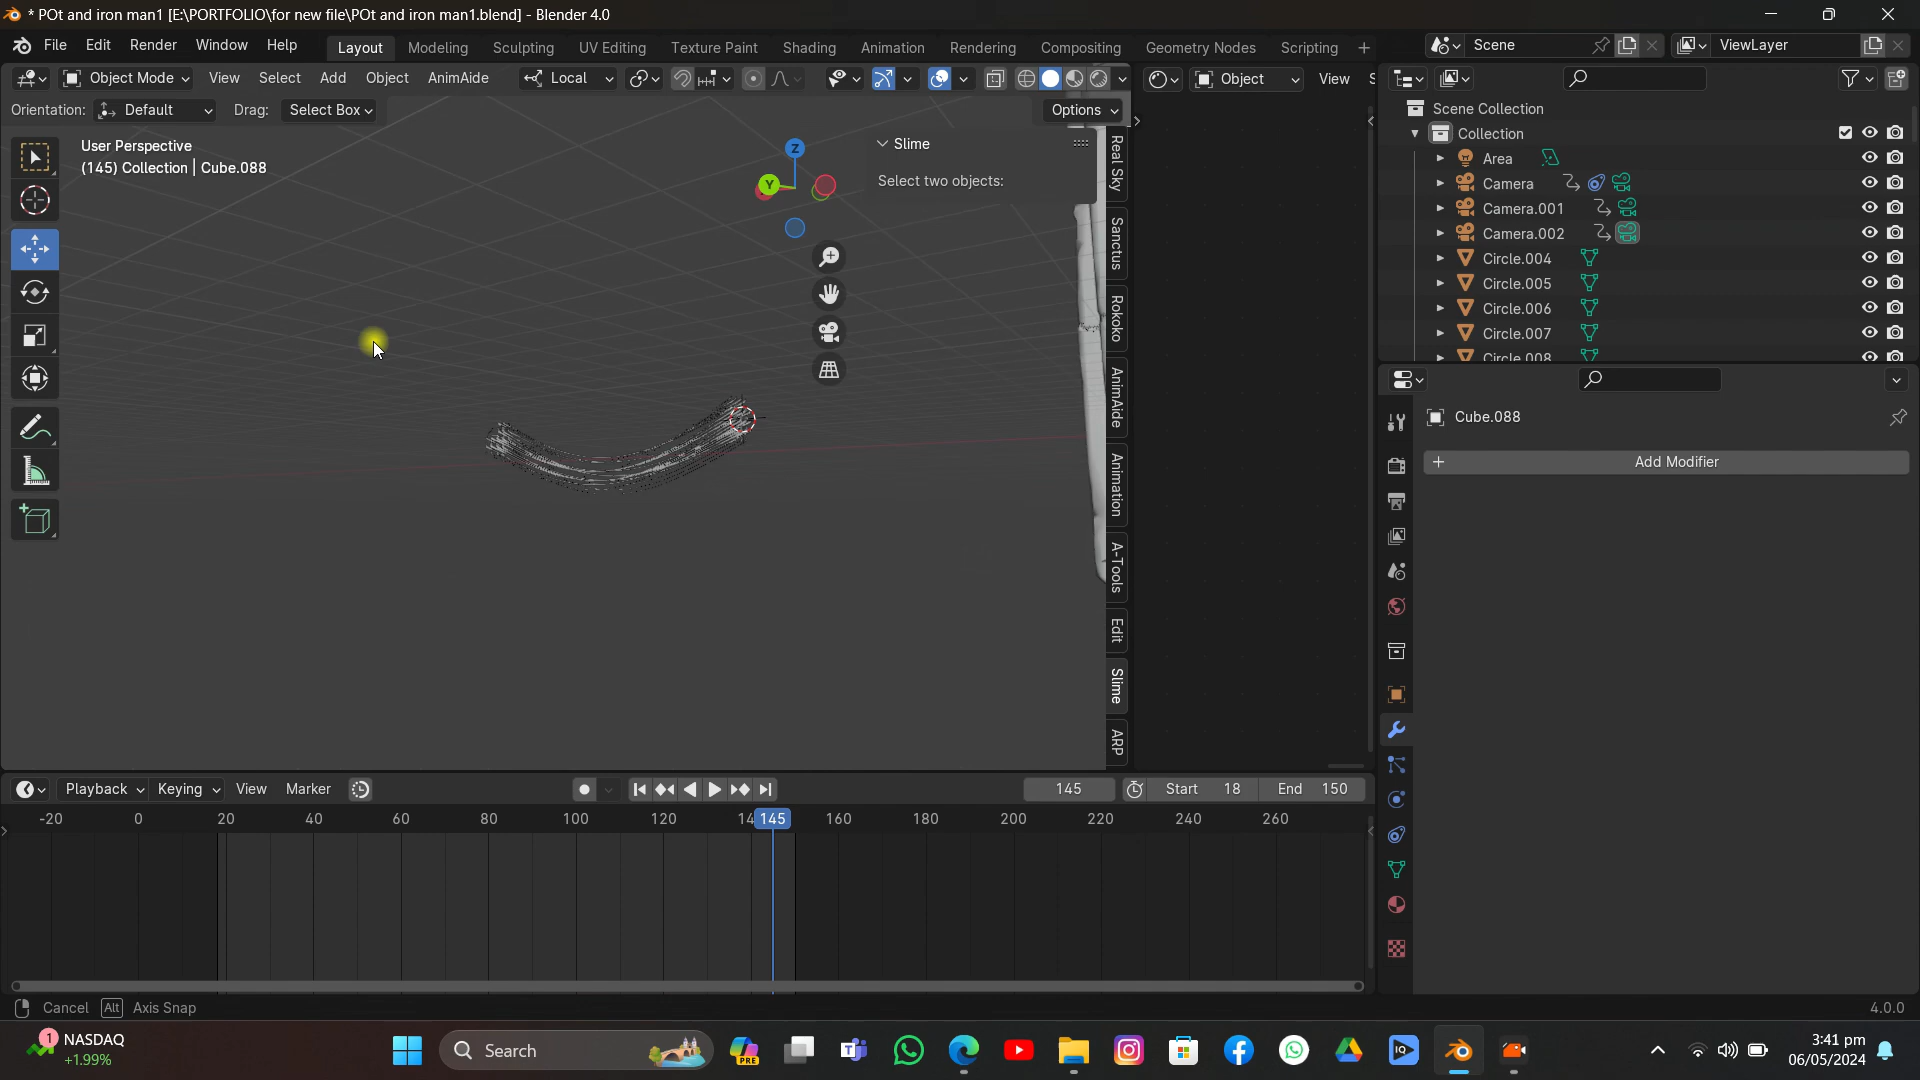 * POt and iron man1 [E:\PORTFOLIO\for new file\POt and iron man1.blend] - Blender 4.0
File Edit Render Window Help Layout Modeling Sculpting UV Editing Texture Paint Shading Animation Rendering Compositing Geometry Nodes Scripting + Scene ViewLayer
Object Mode View Select Add Object AnimAide Local Object View S
Orientation: Default Drag: Select Box Options
User Perspective
(145) Collection | Cube.088
Z
Y
Slime
Select two objects:
Real Sky
Sanctus
Rokoko
AnimAide
Animation
A-Tools
Edit
Slime
ARP
Scene Collection
Collection
Area
Camera
Camera.001
Camera.002
Circle.004
Circle.005
Circle.006
Circle.007
Circle.008
Cube.088
+ Add Modifier
Playback Keying View Marker 145 Start 18 End 150
-20 0 20 40 60 80 100 120 14 145 160 180 200 220 240 260
Cancel Alt Axis Snap 4.0.0
1 NASDAQ
+1.99%
Search
PRE
IQ
3:41 pm
06/05/2024